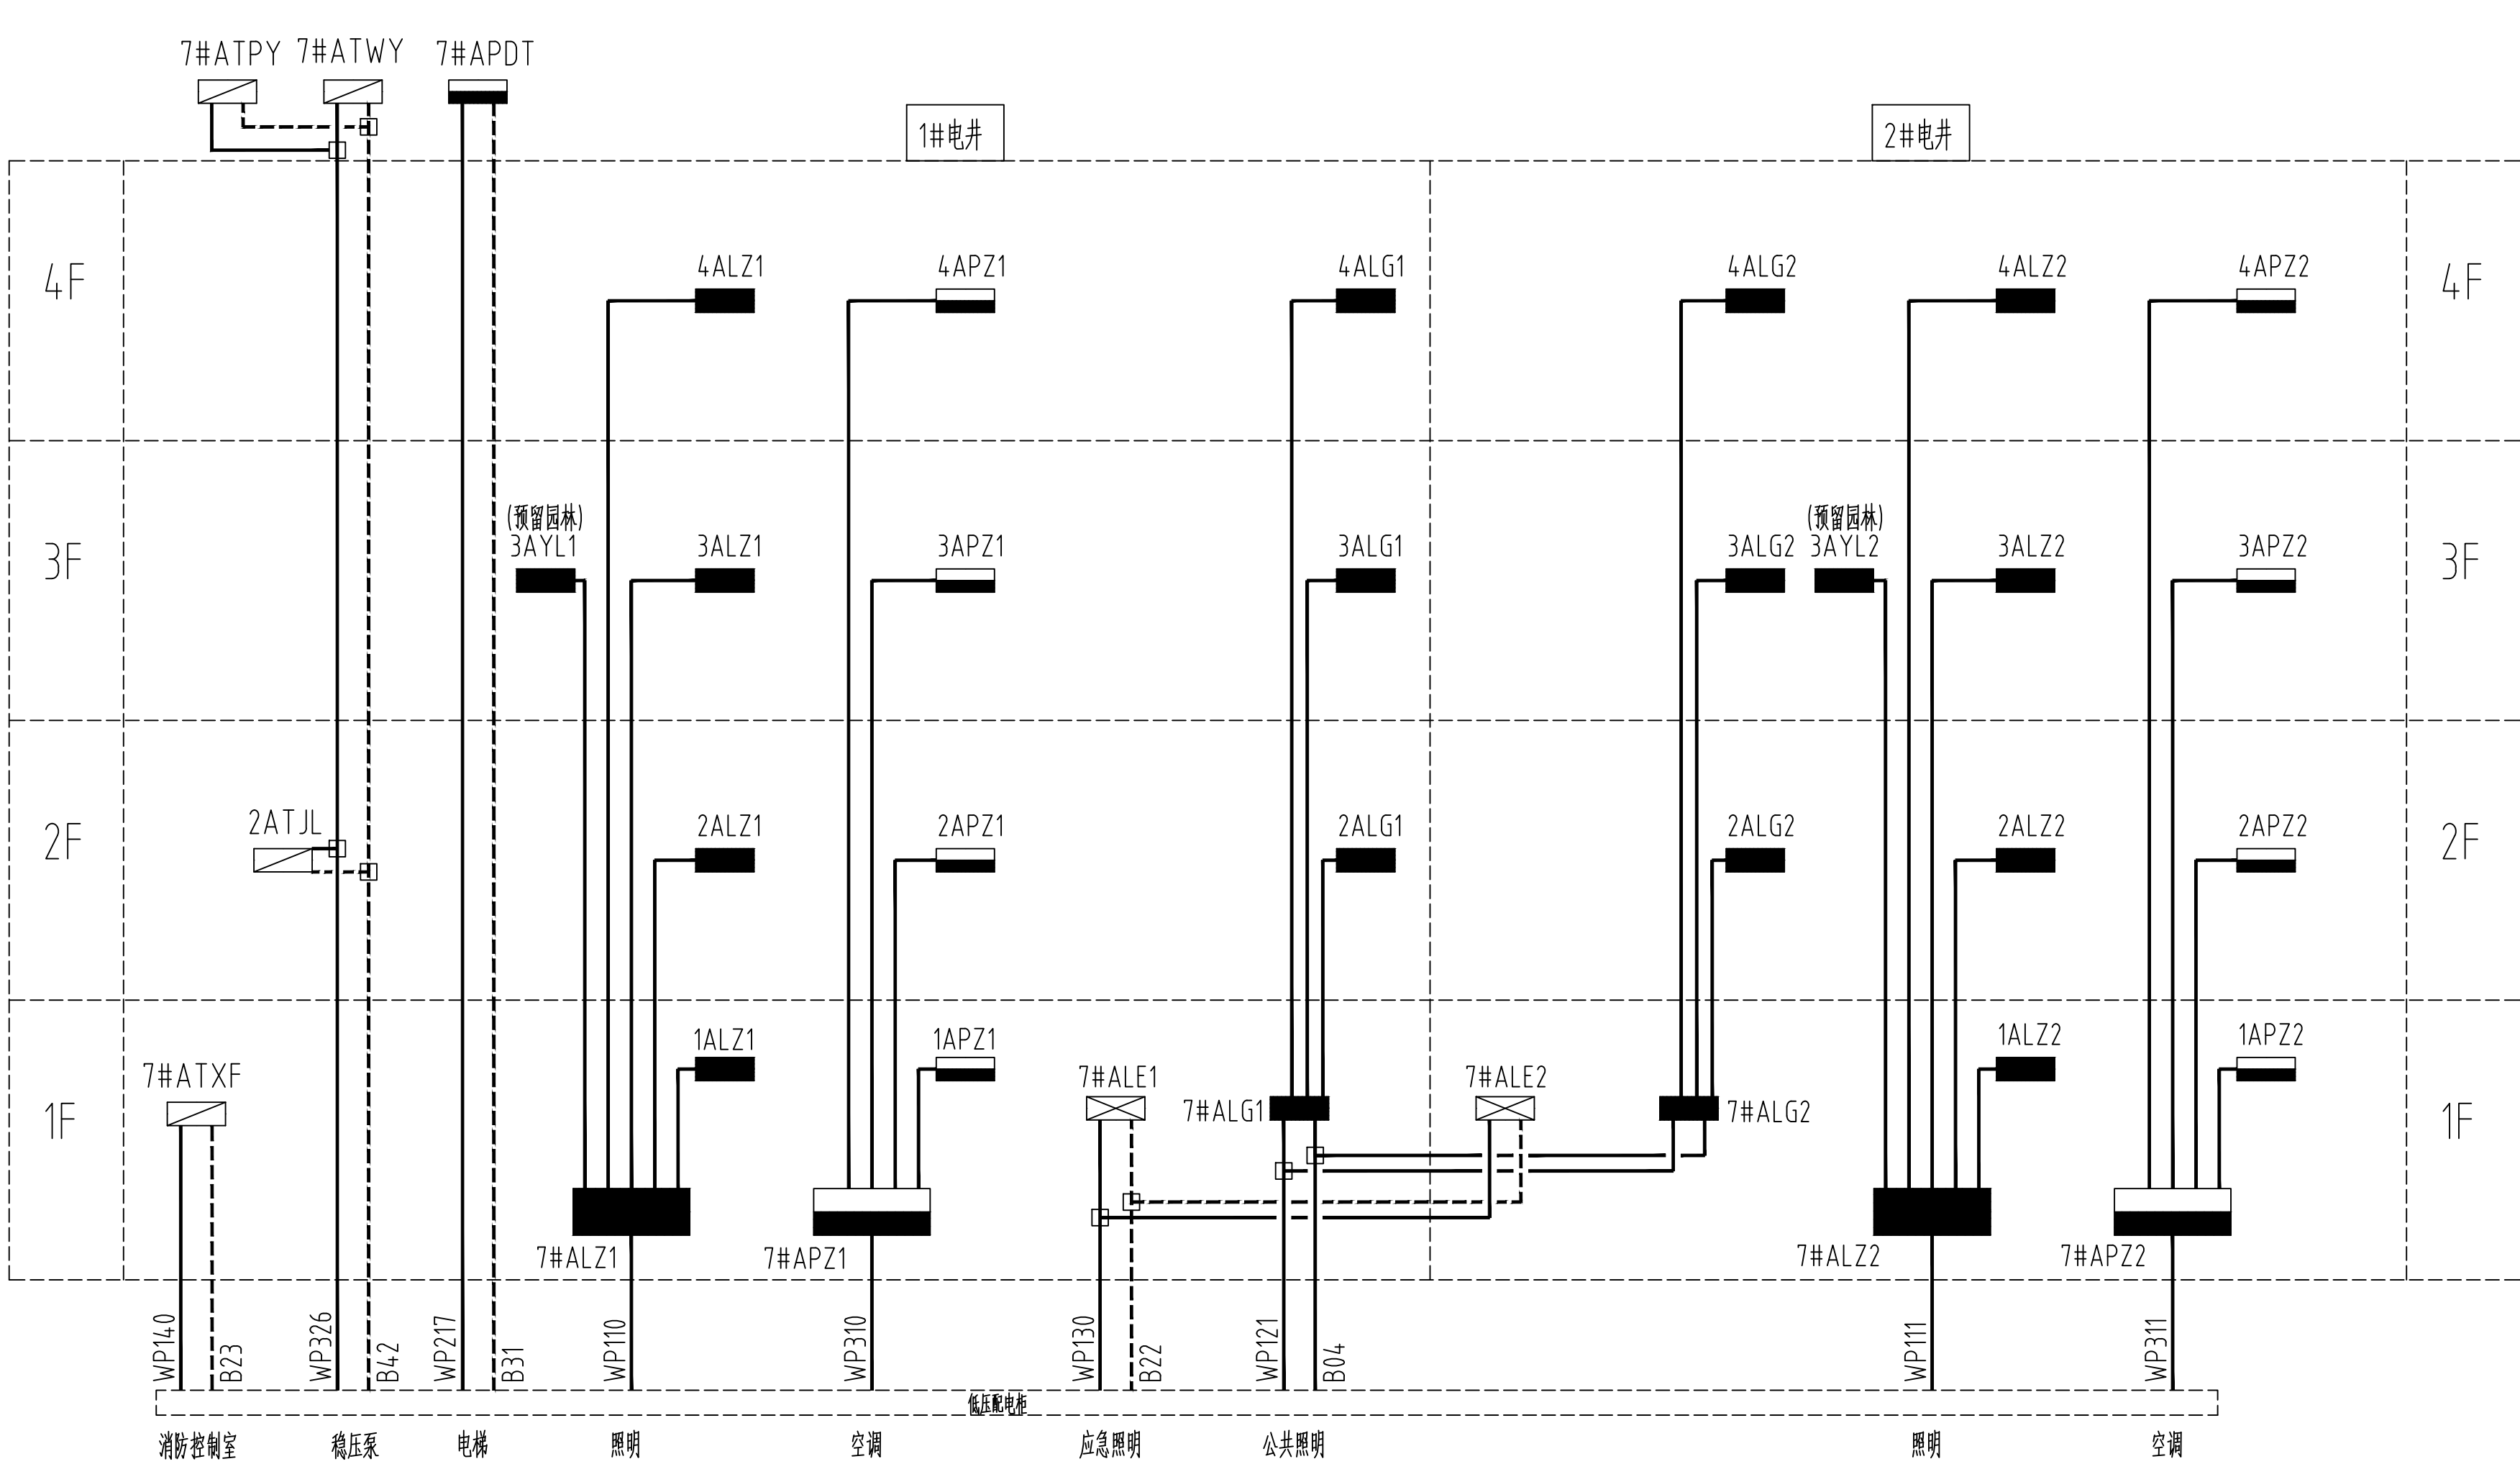 7#ATPY 7#ATWY 7#APDT
1#电井 2#电井
4F 4ALZ1 4APZ1 4ALG1 4ALG2 4ALZ2 4APZ2 4F
(预留园林) (预留园林)
3F 3AYL1 3ALZ1 3APZ1 3ALG1 3ALG2 3AYL2 3ALZ2 3APZ2 3F
2F 2ATJL 2ALZ1 2APZ1 2ALG1 2ALG2 2ALZ2 2APZ2 2F
1ALZ1 1APZ1 1ALZ2 1APZ2
7#ATXF 7#ALE1 7#ALE2
1F 7#ALG1 7#ALG2 1F
7#ALZ1 7#APZ1 7#ALZ2 7#APZ2
WP140 B23 WP326 B42 WP217 B31 WP110 WP310 WP130 B22 WP121 B04 WP111 WP311
低压配电柜
消防控制室 稳压泵 电梯 照明 空调 应急照明 公共照明 照明 空调